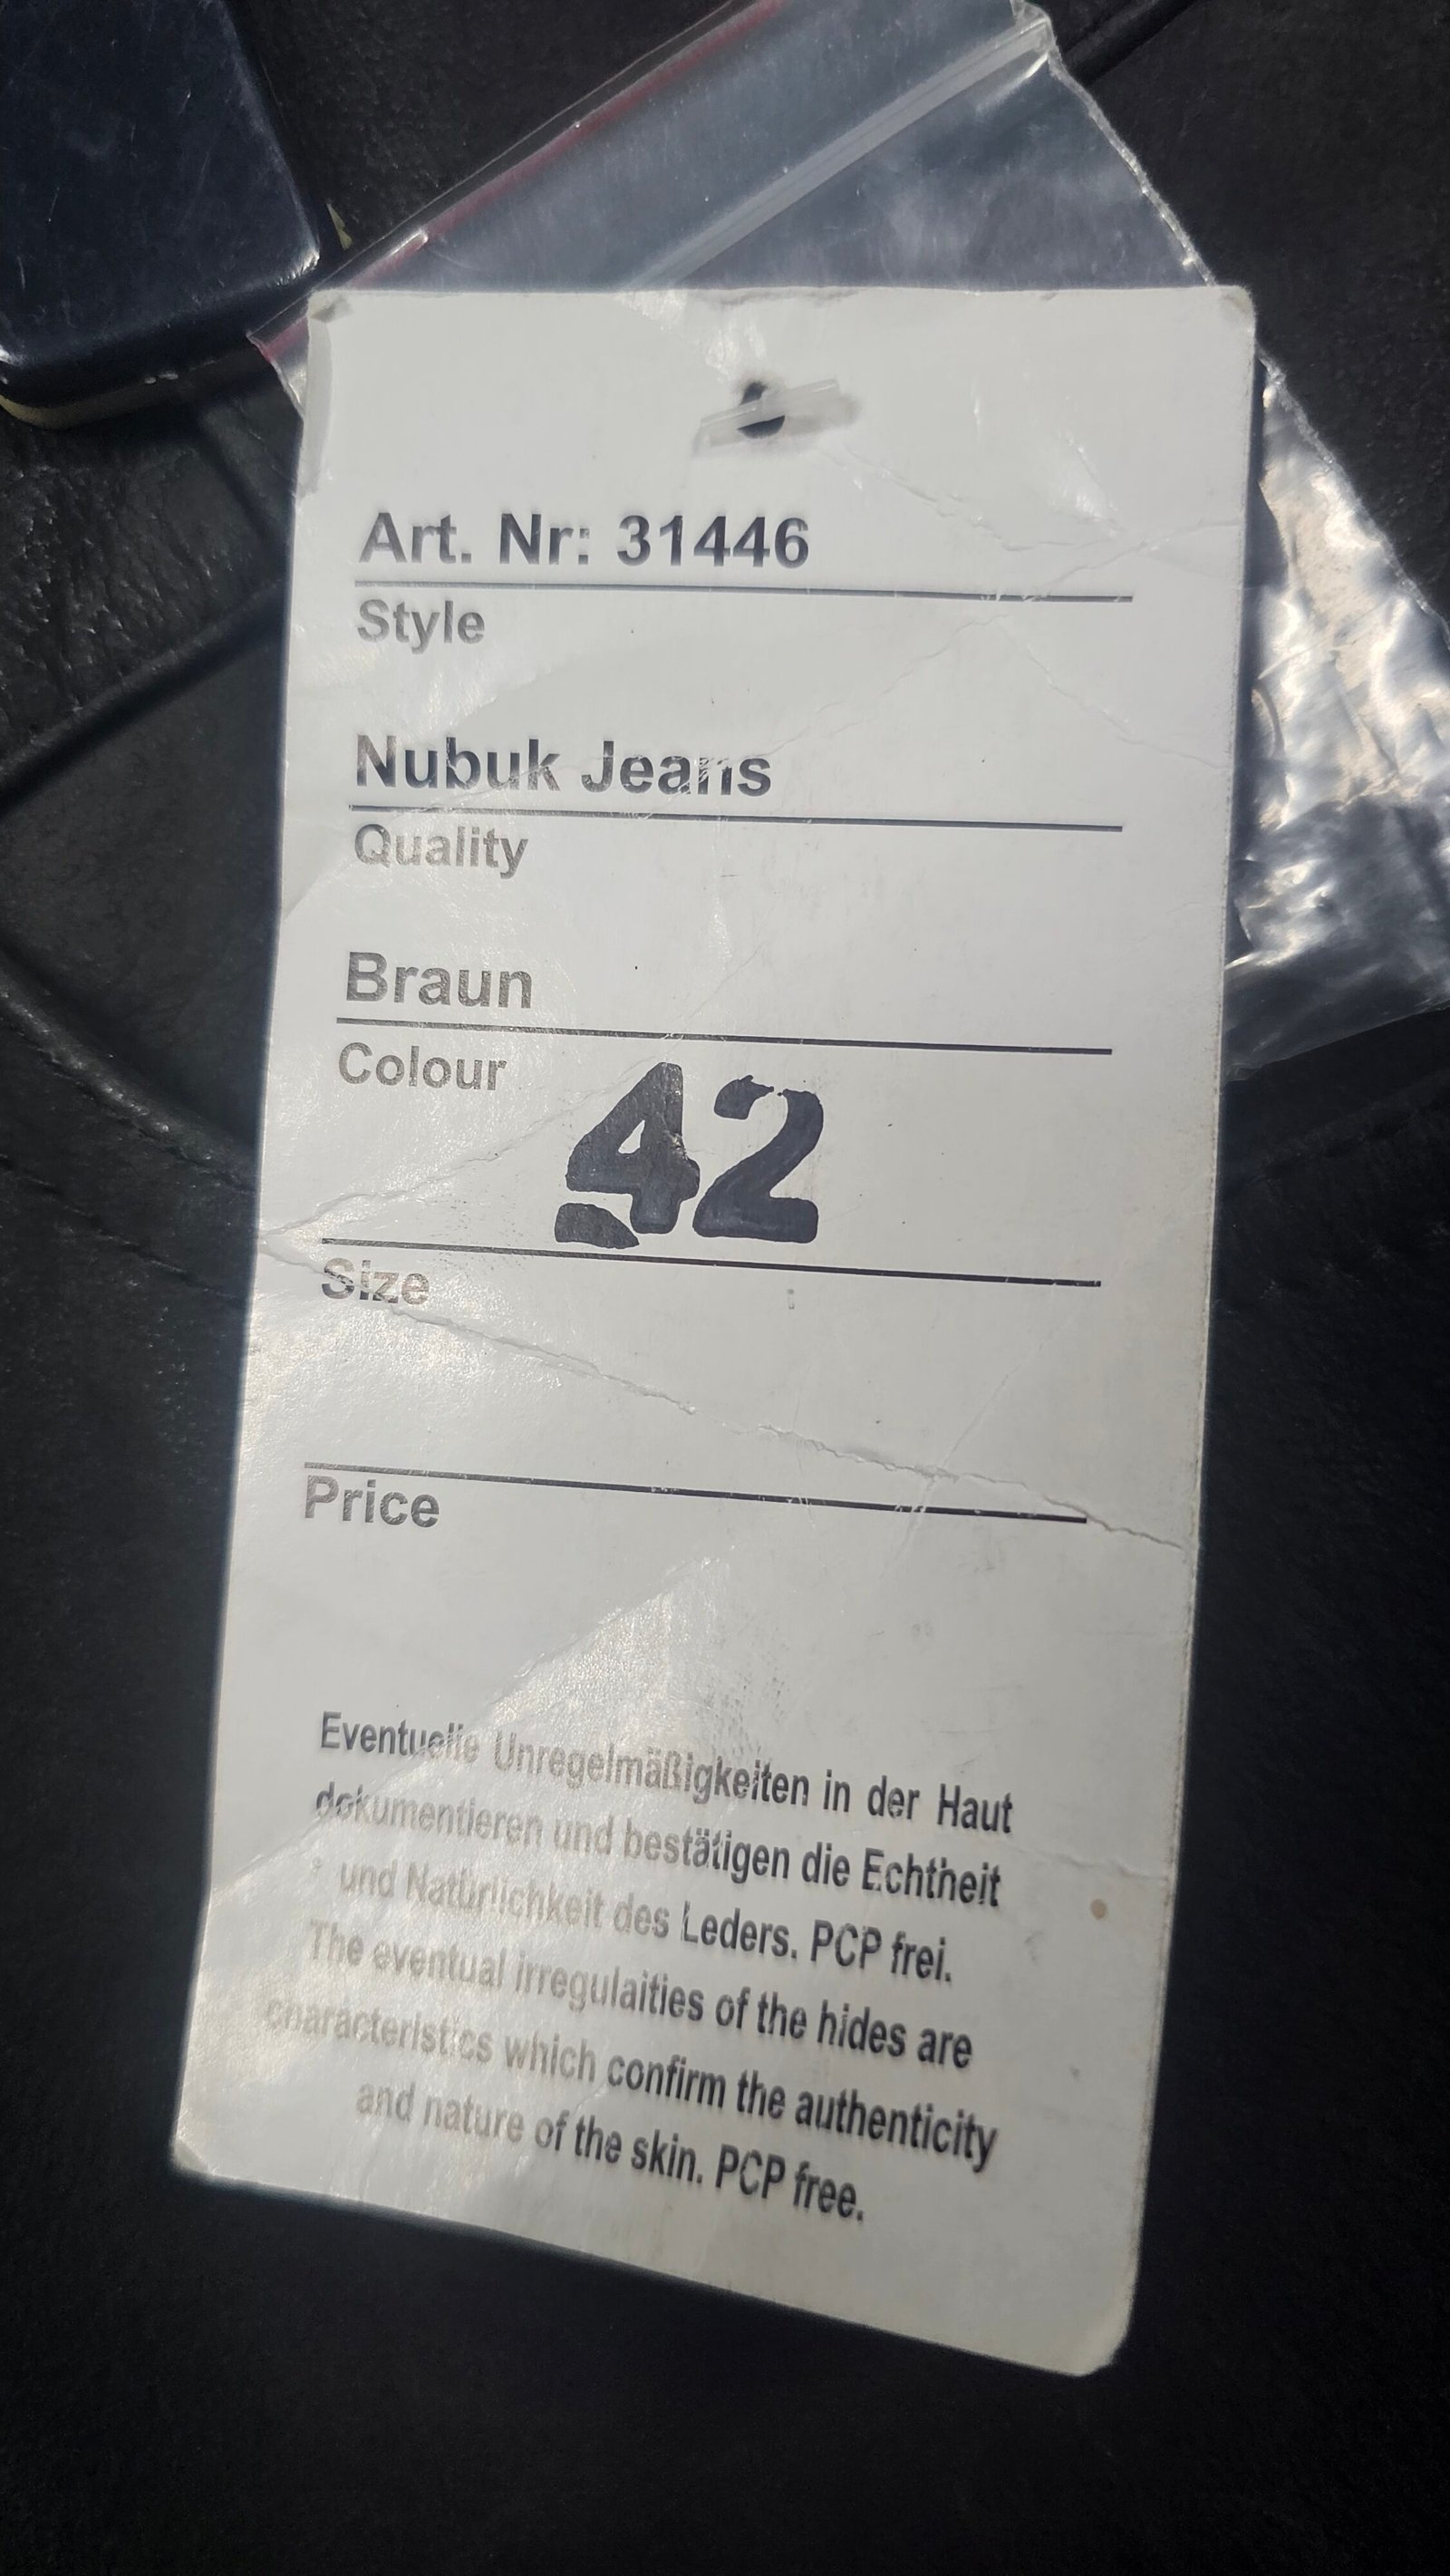 Art. Nr: 31446
Style
Nubuk Jeans
Quality
Braun
Colour
42
Size
Price
Eventuelle Unregelmäßigkeiten in der Haut
dokumentieren und bestätigen die Echtheit
und Natürlichkeit des Leders. PCP frei.
The eventual irregulaities of the hides are
characteristics which confirm the authenticity
and nature of the skin. PCP free.